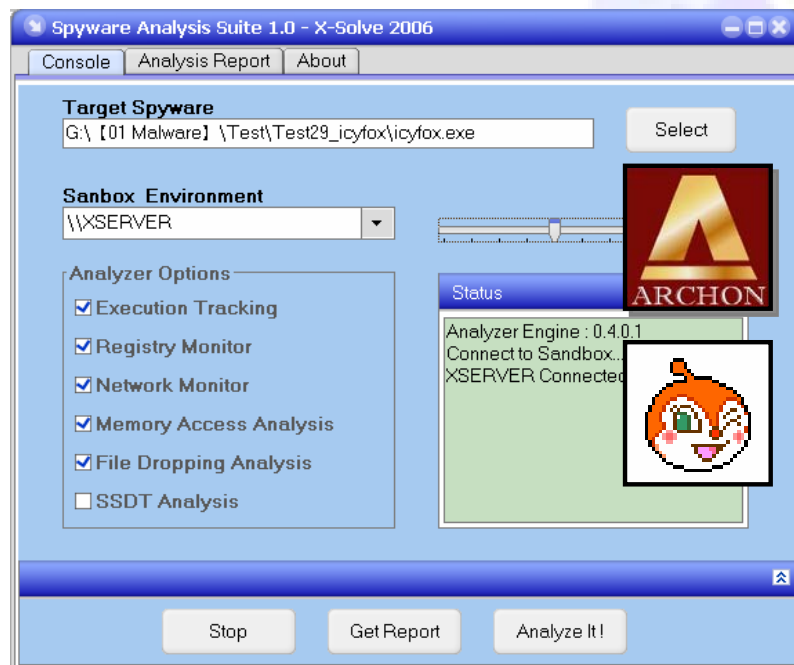 Spyware Analysis Suite 1.0 - X-Solve 2006
Console
Analysis Report
About
Target Spyware
G:\【01 Malware】\Test\Test29_icyfox\icyfox.exe
Select
Sanbox Environment
\\XSERVER
Analyzer Options
Execution Tracking
Registry Monitor
Network Monitor
Memory Access Analysis
File Dropping Analysis
SSDT Analysis
ARCHON
Status
Analyzer Engine : 0.4.0.1
Connect to Sandbox...
XSERVER Connected
Stop
Get Report
Analyze It !